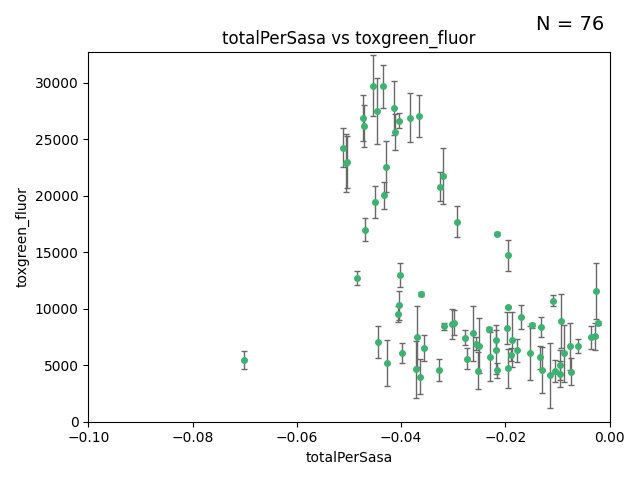 N = 76
totalPerSasa vs toxgreen_fluor
30000
25000
20000
15000
10000
5000
0
toxgreen_fluor
−0.10 −0.08 −0.06 −0.04 −0.02 0.00
totalPerSasa